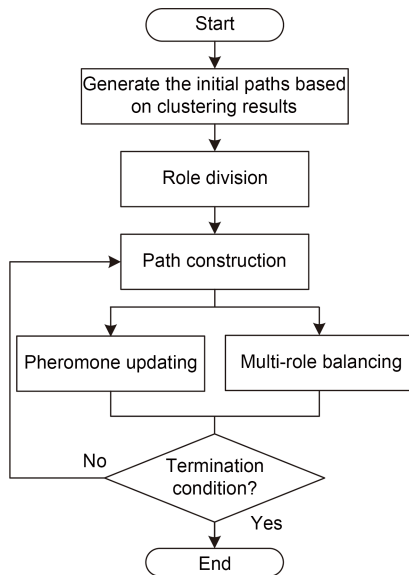 Start
Generate the initial paths based
on clustering results
Role division
Path construction
Pheromone updating
Multi-role balancing
No
Termination
condition?
Yes
End